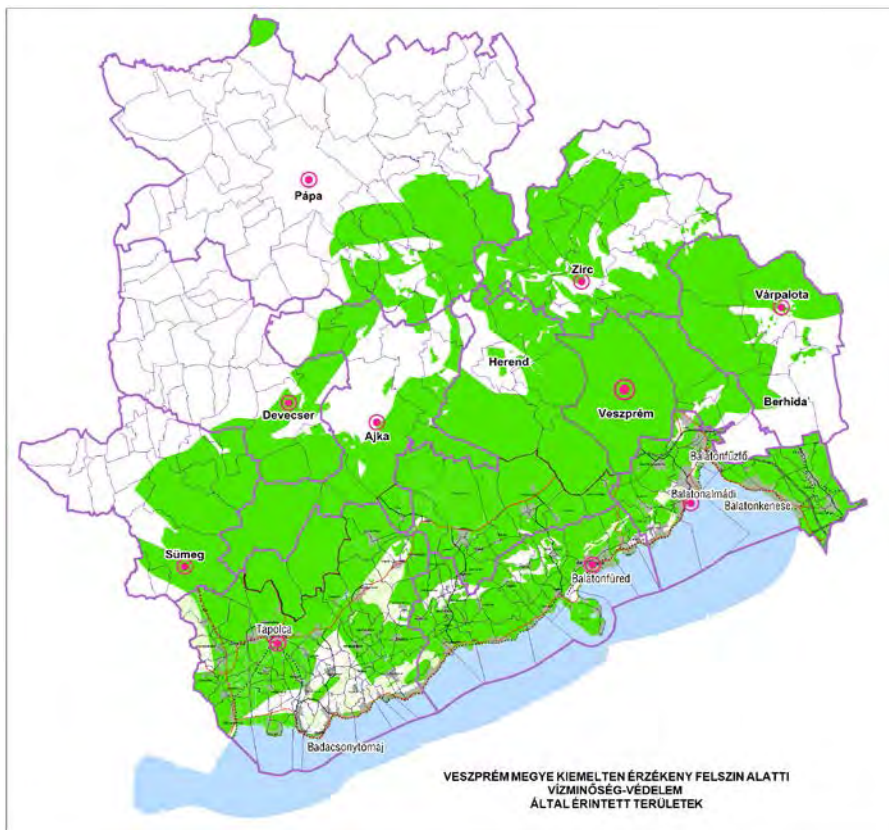 Pápa
Zirc
Várpalota
Herend
Devecser
Ajka
Veszprém
Berhida
Balatonfűzfő
Balatonalmádi
Balatonkenese
Sümeg
Balatonfüred
Tapolca
Badacsonytomaj
VESZPRÉM MEGYE KIEMELTEN ÉRZÉKENY FELSZIN ALATTI
VÍZMINŐSÉG-VÉDELEM
ÁLTAL ÉRINTETT TERÜLETEK